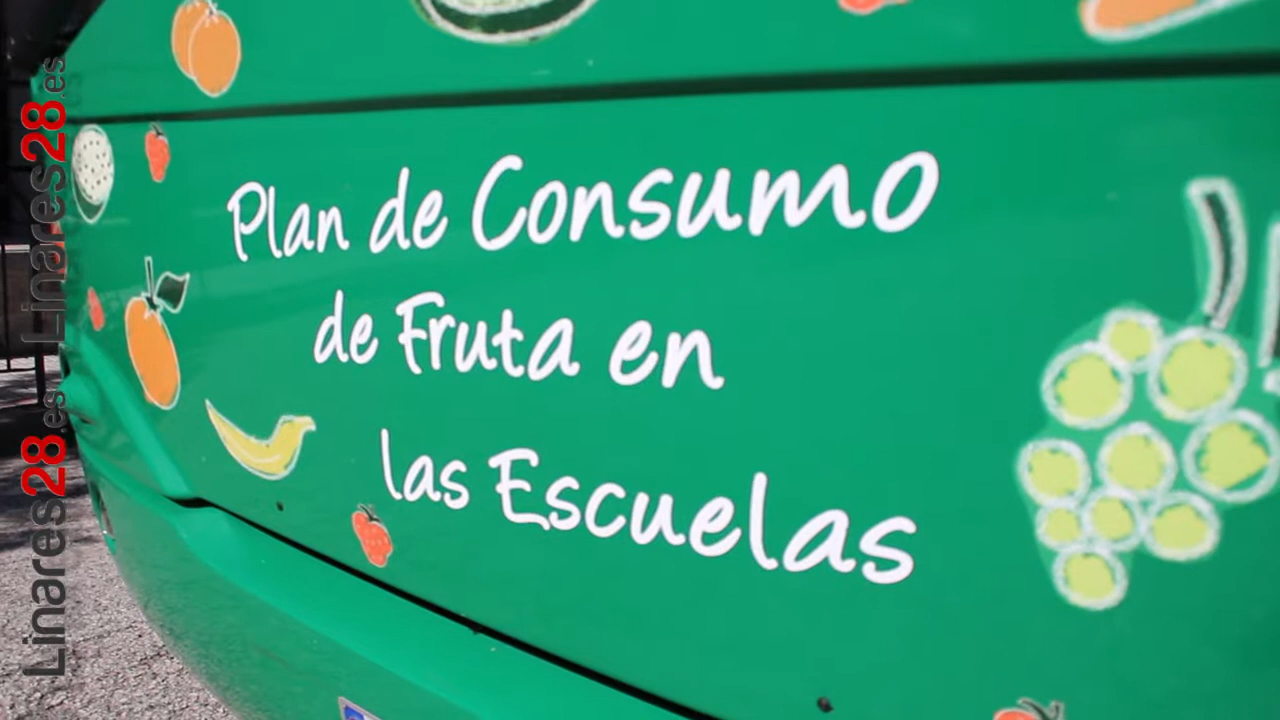 Plan de Consumo
de Fruta en
las Escuelas
Linares28.es
Linares28.es